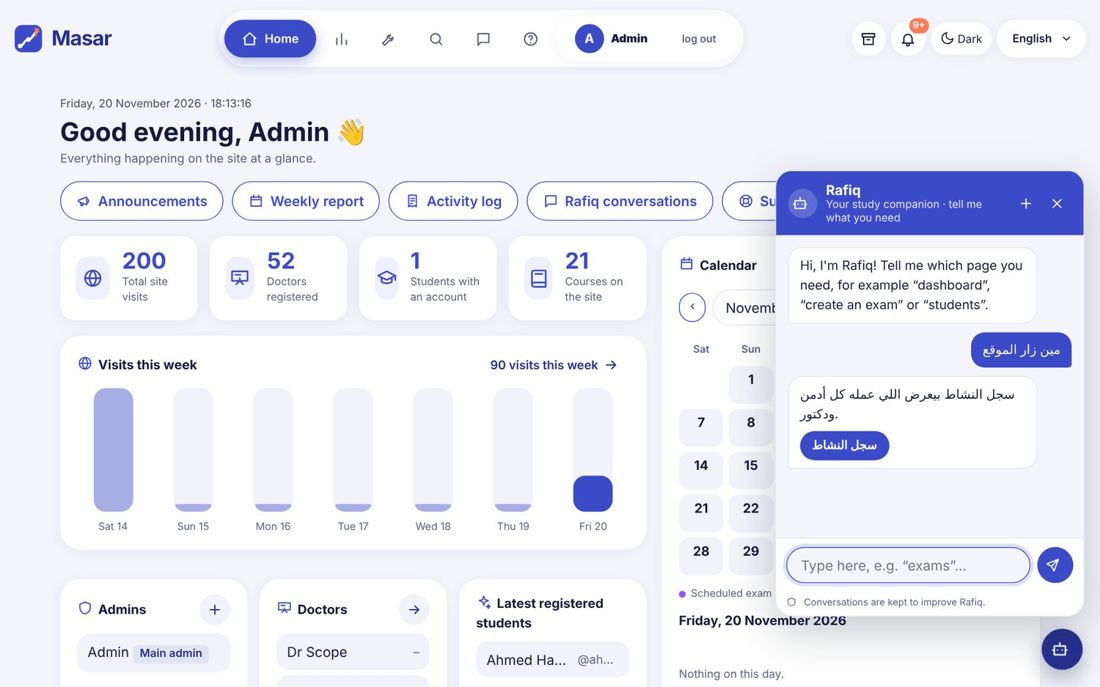 Masar
Home
A Admin log out
9+
Dark
English
Friday, 20 November 2026 · 18:13:16
Good evening, Admin 👋
Everything happening on the site at a glance.
Announcements
Weekly report
Activity log
Rafiq conversations
Su
200
Total site
visits
52
Doctors
registered
1
Students with
an account
21
Courses on
the site
Visits this week
90 visits this week →
Sat 14
Sun 15
Mon 16
Tue 17
Wed 18
Thu 19
Fri 20
Calendar
Novemb
Sat Sun
1
7 8
14 15
21 22
28 29
Scheduled exam
Friday, 20 November 2026
Nothing on this day.
Admins
+
Admin Main admin
Doctors
→
Dr Scope –
Latest registered
students
Ahmed Ha... @ah...
Rafiq
Your study companion · tell me
what you need
Hi, I'm Rafiq! Tell me which page you
need, for example “dashboard”,
“create an exam” or “students”.
مين زار الموقع
سجل النشاط بيعرض اللي عمله كل أدمن
ودكتور.
سجل النشاط
Type here, e.g. “exams”...
Conversations are kept to improve Rafiq.